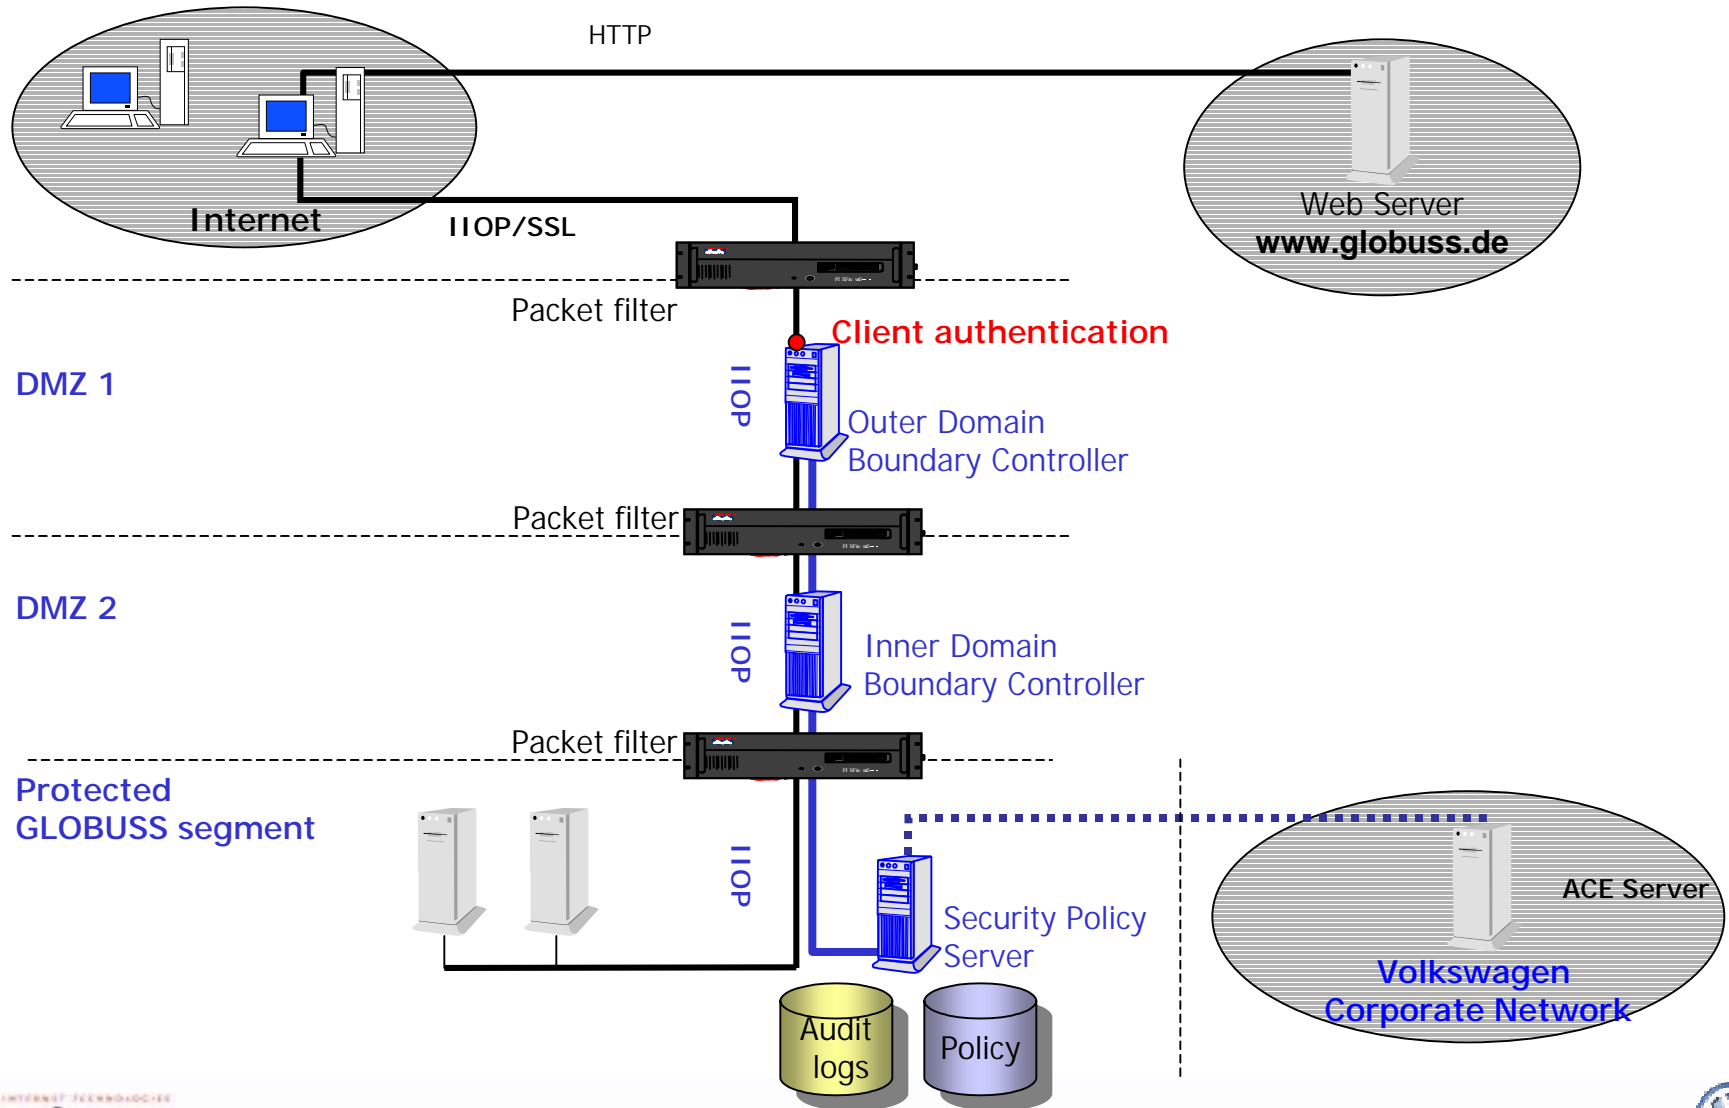 HTTP
Internet
IIOP/SSL
Web Server
www.globuss.de
Packet filter
Client authentication
DMZ 1
IIOP
Outer Domain
Boundary Controller
Packet filter
DMZ 2
IIOP
Inner Domain
Boundary Controller
Packet filter
Protected
GLOBUSS segment
IIOP
ACE Server
Security Policy
Server
Volkswagen
Corporate Network
Audit
logs
Policy
INTERNET TECHNOLOGIES